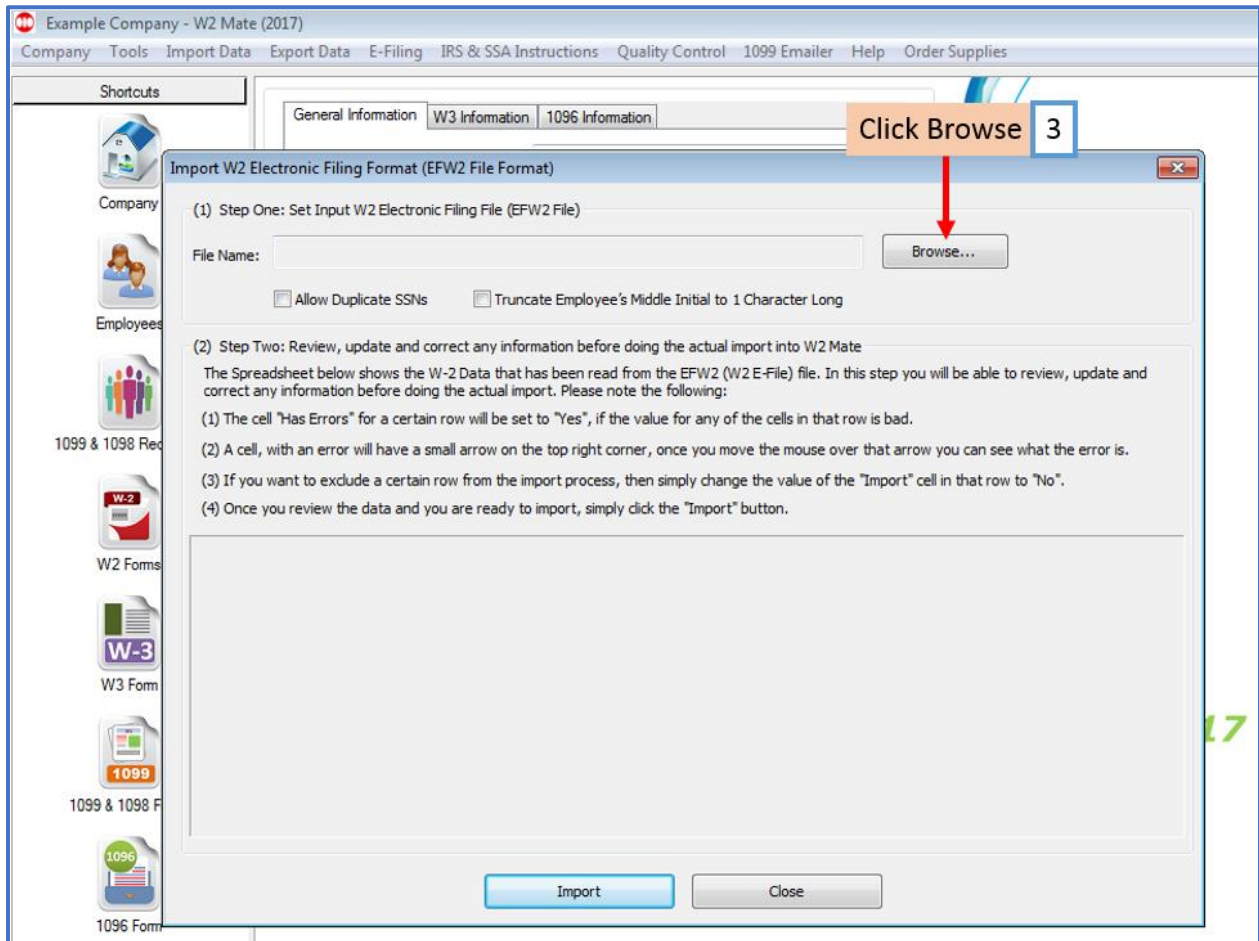 Example Company - W2 Mate (2017)
Company Tools Import Data Export Data E-Filing IRS & SSA Instructions Quality Control 1099 Emailer Help Order Supplies
Shortcuts
General Information W3 Information 1096 Information
Click Browse 3
Import W2 Electronic Filing Format (EFW2 File Format)
Company
(1) Step One: Set Input W2 Electronic Filing File (EFW2 File)
File Name:
Browse...
Allow Duplicate SSNs Truncate Employee's Middle Initial to 1 Character Long
Employees
(2) Step Two: Review, update and correct any information before doing the actual import into W2 Mate
The Spreadsheet below shows the W-2 Data that has been read from the EFW2 (W2 E-File) file. In this step you will be able to review, update and
correct any information before doing the actual import. Please note the following:
(1) The cell "Has Errors" for a certain row will be set to "Yes", if the value for any of the cells in that row is bad.
1099 & 1098 Rec
(2) A cell, with an error will have a small arrow on the top right corner, once you move the mouse over that arrow you can see what the error is.
(3) If you want to exclude a certain row from the import process, then simply change the value of the "Import" cell in that row to "No".
W-2
(4) Once you review the data and you are ready to import, simply click the "Import" button.
W2 Forms
W-3
W3 Form
17
1099
1099 & 1098 F
1096
Import Close
1096 Form